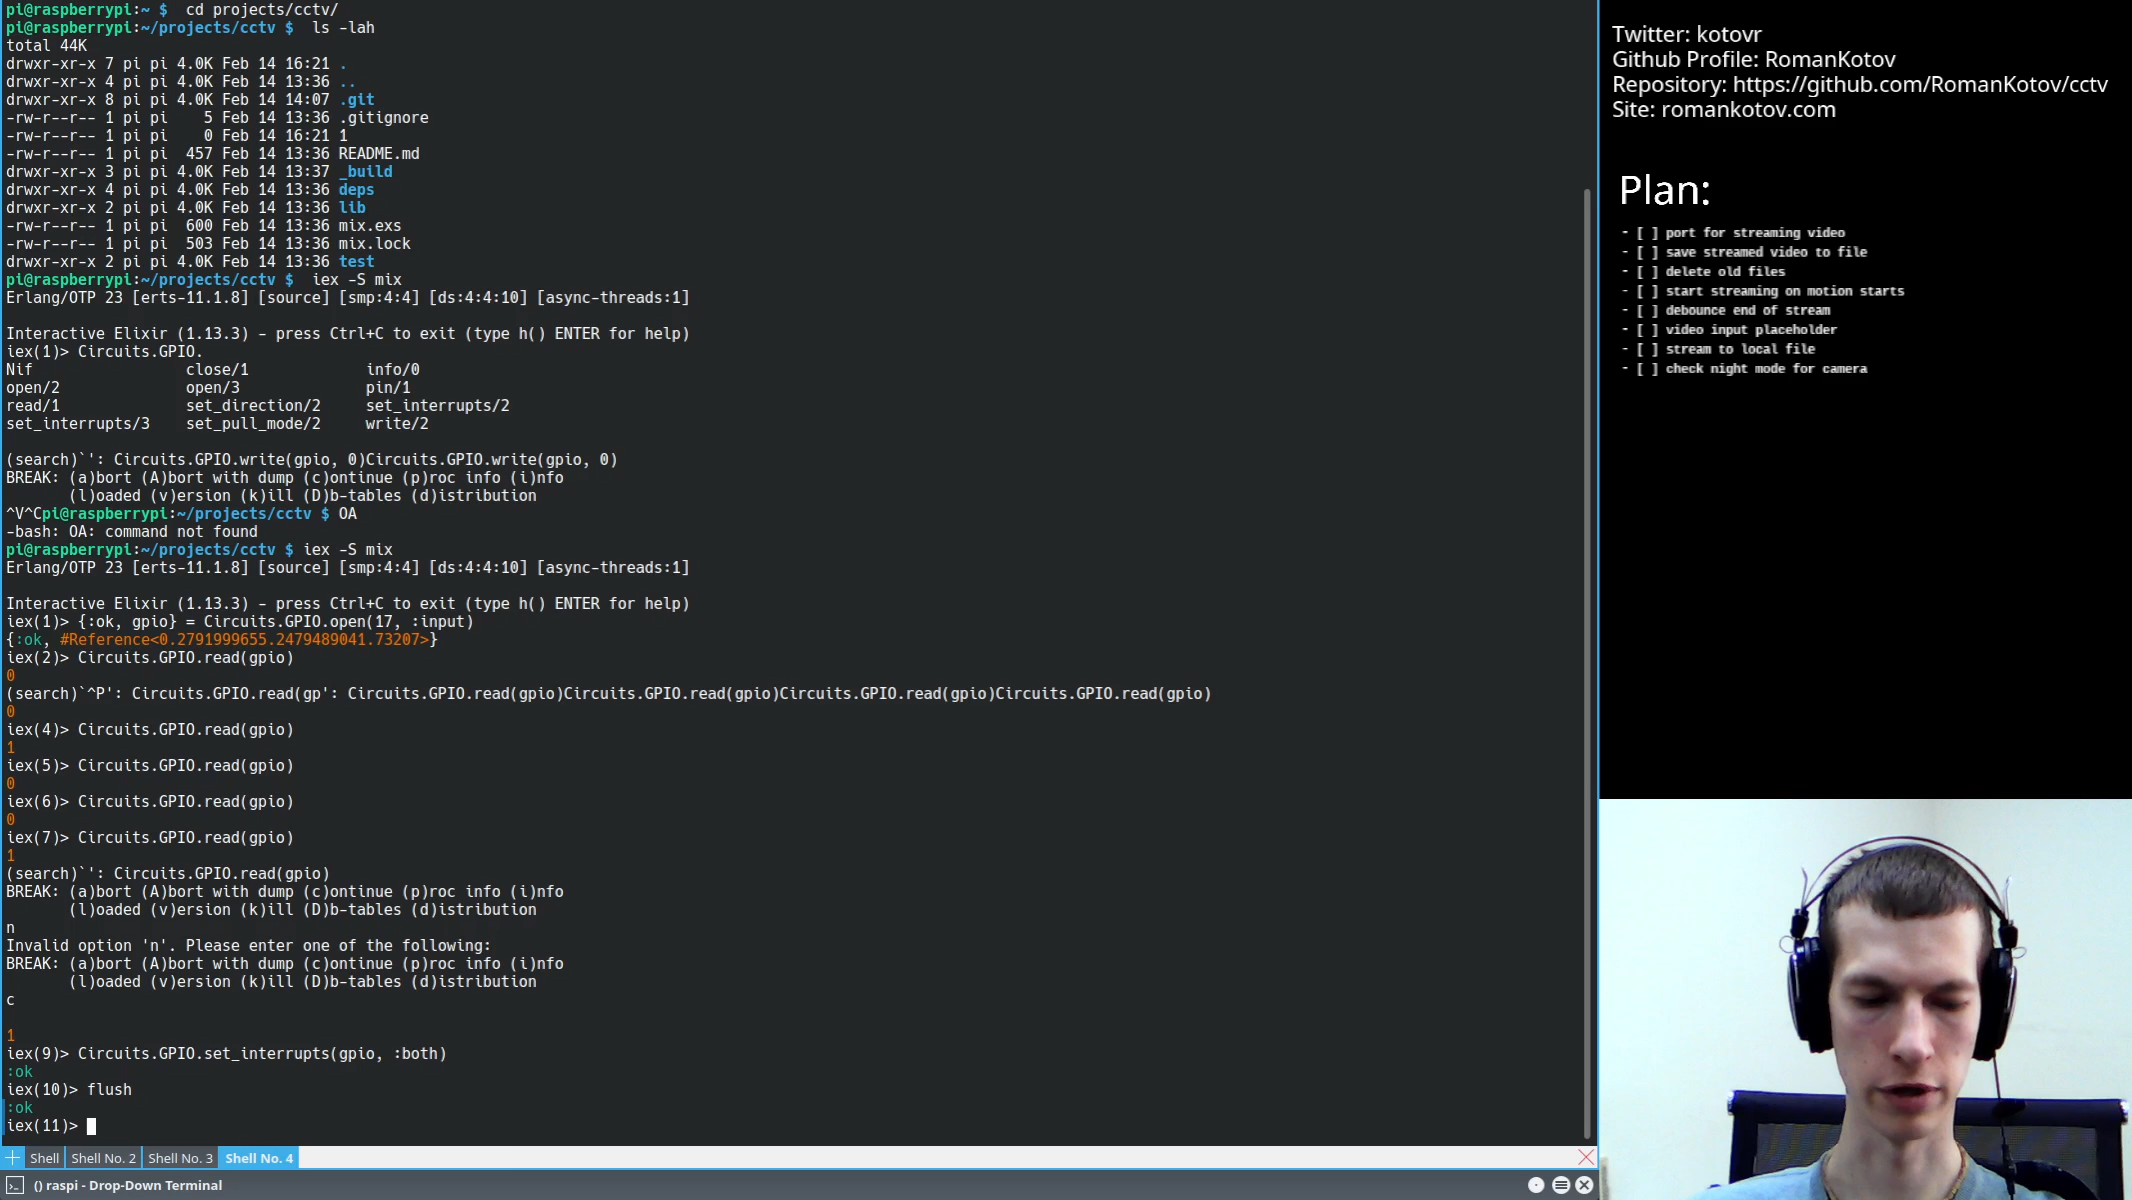 pi@raspberrypi:~ $  cd projects/cctv/
pi@raspberrypi:~/projects/cctv $  ls -lah
total 44K
drwxr-xr-x 7 pi pi 4.0K Feb 14 16:21 .
drwxr-xr-x 4 pi pi 4.0K Feb 14 13:36 ..
drwxr-xr-x 8 pi pi 4.0K Feb 14 14:07 .git
-rw-r--r-- 1 pi pi    5 Feb 14 13:36 .gitignore
-rw-r--r-- 1 pi pi    0 Feb 14 16:21 1
-rw-r--r-- 1 pi pi  457 Feb 14 13:36 README.md
drwxr-xr-x 3 pi pi 4.0K Feb 14 13:37 _build
drwxr-xr-x 4 pi pi 4.0K Feb 14 13:36 deps
drwxr-xr-x 2 pi pi 4.0K Feb 14 13:36 lib
-rw-r--r-- 1 pi pi  600 Feb 14 13:36 mix.exs
-rw-r--r-- 1 pi pi  503 Feb 14 13:36 mix.lock
drwxr-xr-x 2 pi pi 4.0K Feb 14 13:36 test
pi@raspberrypi:~/projects/cctv $  iex -S mix
Erlang/OTP 23 [erts-11.1.8] [source] [smp:4:4] [ds:4:4:10] [async-threads:1]
Interactive Elixir (1.13.3) - press Ctrl+C to exit (type h() ENTER for help)
iex(1)> Circuits.GPIO.
Nif                 close/1             info/0
open/2              open/3              pin/1
read/1              set_direction/2     set_interrupts/2
set_interrupts/3    set_pull_mode/2     write/2
(search)`': Circuits.GPIO.write(gpio, 0)Circuits.GPIO.write(gpio, 0)
BREAK: (a)bort (A)bort with dump (c)ontinue (p)roc info (i)nfo
       (l)oaded (v)ersion (k)ill (D)b-tables (d)istribution
^V^Cpi@raspberrypi:~/projects/cctv $ OA
-bash: OA: command not found
pi@raspberrypi:~/projects/cctv $ iex -S mix
Erlang/OTP 23 [erts-11.1.8] [source] [smp:4:4] [ds:4:4:10] [async-threads:1]
Interactive Elixir (1.13.3) - press Ctrl+C to exit (type h() ENTER for help)
iex(1)> {:ok, gpio} = Circuits.GPIO.open(17, :input)
{:ok, #Reference<0.2791999655.2479489041.73207>}
iex(2)> Circuits.GPIO.read(gpio)
0
(search)`^P': Circuits.GPIO.read(gp': Circuits.GPIO.read(gpio)Circuits.GPIO.read(gpio)Circuits.GPIO.read(gpio)Circuits.GPIO.read(gpio)
0
iex(4)> Circuits.GPIO.read(gpio)
1
iex(5)> Circuits.GPIO.read(gpio)
0
iex(6)> Circuits.GPIO.read(gpio)
0
iex(7)> Circuits.GPIO.read(gpio)
1
(search)`': Circuits.GPIO.read(gpio)
BREAK: (a)bort (A)bort with dump (c)ontinue (p)roc info (i)nfo
       (l)oaded (v)ersion (k)ill (D)b-tables (d)istribution
n
Invalid option 'n'. Please enter one of the following:
BREAK: (a)bort (A)bort with dump (c)ontinue (p)roc info (i)nfo
       (l)oaded (v)ersion (k)ill (D)b-tables (d)istribution
c
1
iex(9)> Circuits.GPIO.set_interrupts(gpio, :both)
:ok
iex(10)> flush
:ok
iex(11)>
Shell  Shell No. 2  Shell No. 3  Shell No. 4
() raspi - Drop-Down Terminal
Twitter: kotovr
Github Profile: RomanKotov
Repository: https://github.com/RomanKotov/cctv
Site: romankotov.com
Plan:
- [ ] port for streaming video
- [ ] save streamed video to file
- [ ] delete old files
- [ ] start streaming on motion starts
- [ ] debounce end of stream
- [ ] video input placeholder
- [ ] stream to local file
- [ ] check night mode for camera